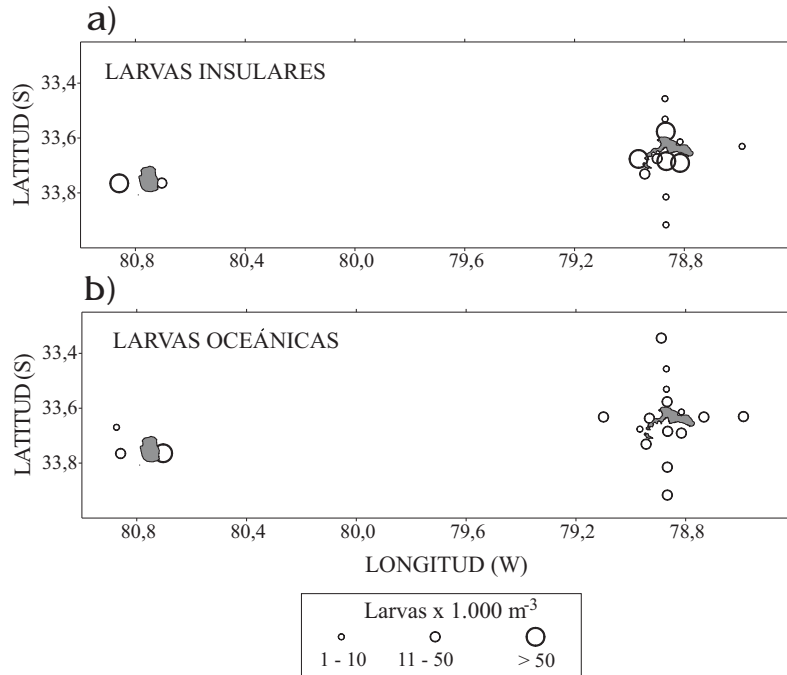 a)
LARVAS INSULARES
LATITUD (S)
33,4
33,6
33,8
80,8 80,4 80,0 79,6 79,2 78,8
b)
LARVAS OCEÁNICAS
LATITUD (S)
33,4
33,6
33,8
80,8 80,4 80,0 79,6 79,2 78,8
LONGITUD (W)
Larvas x 1.000 m-3
1 - 10 11 - 50 > 50